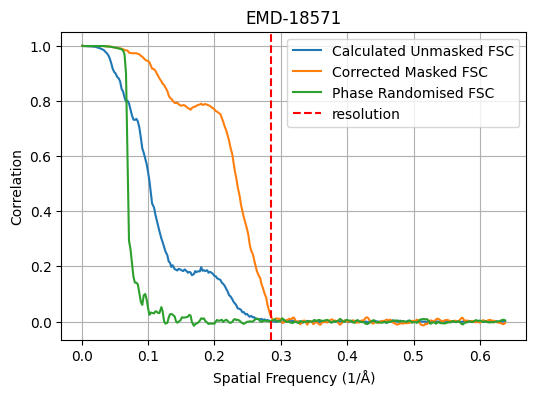 EMD-18571
Calculated Unmasked FSC
Corrected Masked FSC
Phase Randomised FSC
resolution
Correlation
1.0
0.8
0.6
0.4
0.2
0.0
0.0 0.1 0.2 0.3 0.4 0.5 0.6
Spatial Frequency (1/Å)